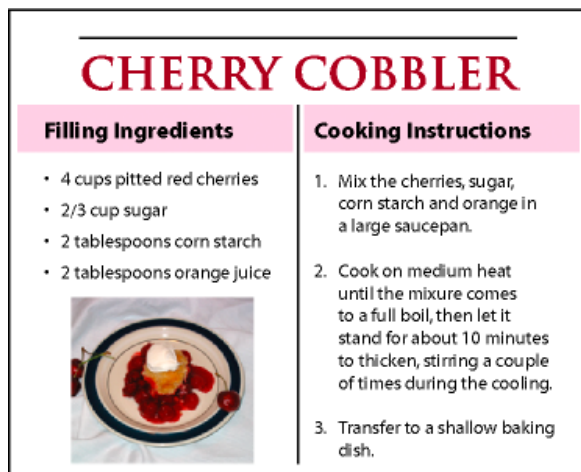 CHERRY COBBLER
Filling Ingredients
• 4 cups pitted red cherries
• 2/3 cup sugar
• 2 tablespoons corn starch
• 2 tablespoons orange juice
Cooking Instructions
1. Mix the cherries, sugar,
corn starch and orange in
a large saucepan.
2. Cook on medium heat
until the mixure comes
to a full boil, then let it
stand for about 10 minutes
to thicken, stirring a couple
of times during the cooling.
3. Transfer to a shallow baking
dish.